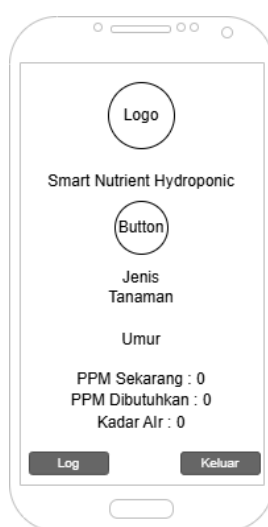 Logo
Smart Nutrient Hydroponic
Button
Jenis
Tanaman
Umur
PPM Sekarang : 0
PPM Dibutuhkan : 0
Kadar AIr : 0
Log
Keluar